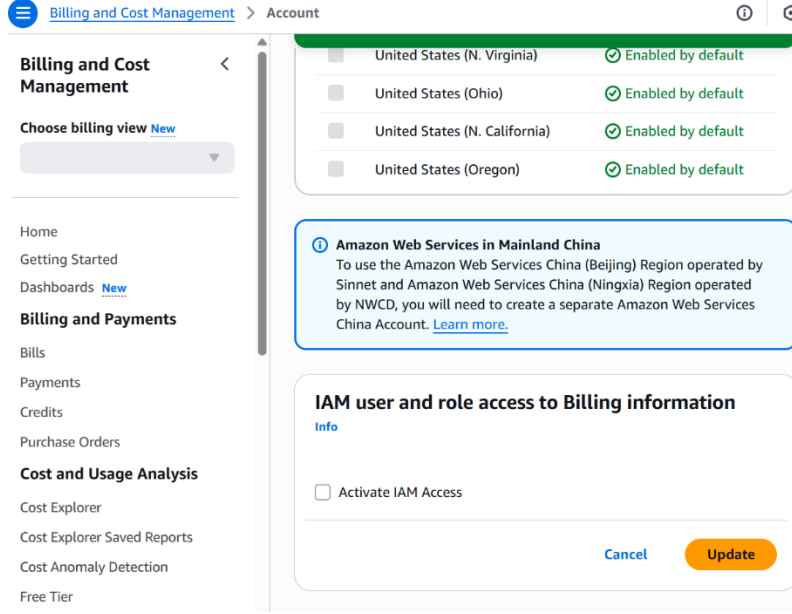 Billing and Cost Management > Account
Billing and Cost
Management
Choose billing view New
Home
Getting Started
Dashboards New
Billing and Payments
Bills
Payments
Credits
Purchase Orders
Cost and Usage Analysis
Cost Explorer
Cost Explorer Saved Reports
Cost Anomaly Detection
Free Tier
United States (N. Virginia) Enabled by default
United States (Ohio) Enabled by default
United States (N. California) Enabled by default
United States (Oregon) Enabled by default
Amazon Web Services in Mainland China
To use the Amazon Web Services China (Beijing) Region operated by
Sinnet and Amazon Web Services China (Ningxia) Region operated
by NWCD, you will need to create a separate Amazon Web Services
China Account. Learn more.
IAM user and role access to Billing information
Info
Activate IAM Access
Cancel Update